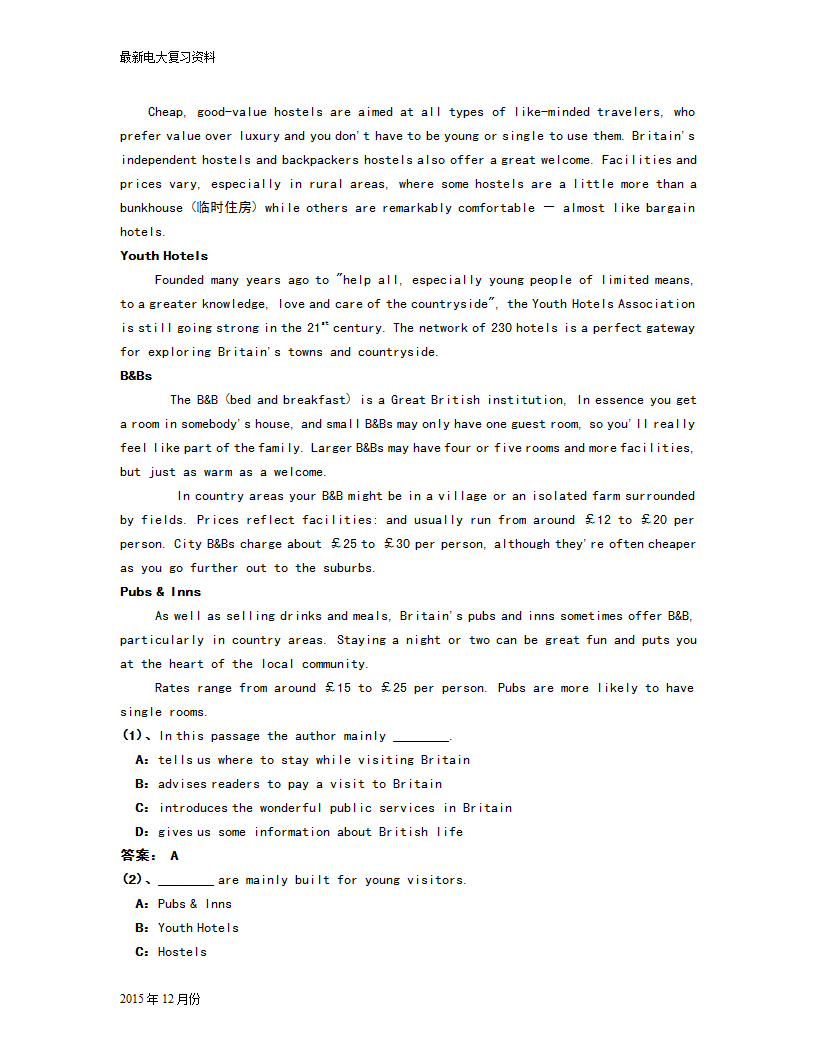 最新电大复习资料
Cheap, good-value hostels are aimed at all types of like-minded travelers, who
prefer value over luxury and you don't have to be young or single to use them. Britain's
independent hostels and backpackers hostels also offer a great welcome. Facilities and
prices vary, especially in rural areas, where some hostels are a little more than a
bunkhouse (临时住房) while others are remarkably comfortable — almost like bargain
hotels.
Youth Hotels
Founded many years ago to "help all, especially young people of limited means,
to a greater knowledge, love and care of the countryside", the Youth Hotels Association
is still going strong in the 21st century. The network of 230 hotels is a perfect gateway
for exploring Britain's towns and countryside.
B&Bs
The B&B (bed and breakfast) is a Great British institution, In essence you get
a room in somebody's house, and small B&Bs may only have one guest room, so you'll really
feel like part of the family. Larger B&Bs may have four or five rooms and more facilities,
but just as warm as a welcome.
In country areas your B&B might be in a village or an isolated farm surrounded
by fields. Prices reflect facilities: and usually run from around £12 to £20 per
person. City B&Bs charge about £25 to £30 per person, although they're often cheaper
as you go further out to the suburbs.
Pubs & Inns
As well as selling drinks and meals, Britain's pubs and inns sometimes offer B&B,
particularly in country areas. Staying a night or two can be great fun and puts you
at the heart of the local community.
Rates range from around £15 to £25 per person. Pubs are more likely to have
single rooms.
(1)、In this passage the author mainly ________.
A：tells us where to stay while visiting Britain
B：advises readers to pay a visit to Britain
C：introduces the wonderful public services in Britain
D：gives us some information about British life
答案： A
(2)、________ are mainly built for young visitors.
A：Pubs & Inns
B：Youth Hotels
C：Hostels
2015 年 12 月份